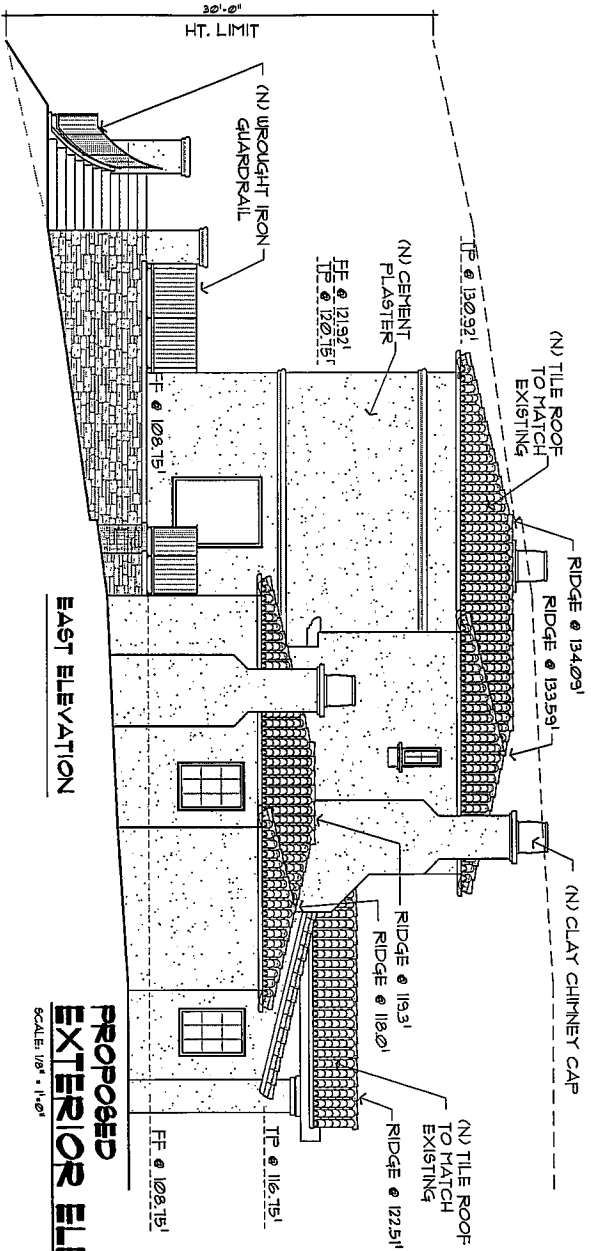 30'-0"
HT. LIMIT
(N) WROUGHT IRON
GUARDRAIL
(N) CEMENT
PLASTER
FF @ 121.92'
TP @ 120.75'
TP @ 130.92'
(N) TILE ROOF
TO MATCH
EXISTING
RIDGE @ 134.09'
RIDGE @ 133.59'
(N) CLAY CHIMNEY CAP
FF @ 108.75'
RIDGE @ 119.3'
RIDGE @ 118.0'
(N) TILE ROOF
TO MATCH
EXISTING
RIDGE @ 122.51'
TP @ 116.75'
FF @ 108.75'
EAST ELEVATION
PROPOSED
EXTERIOR ELE
SCALE: 1/8" = 1'-0"